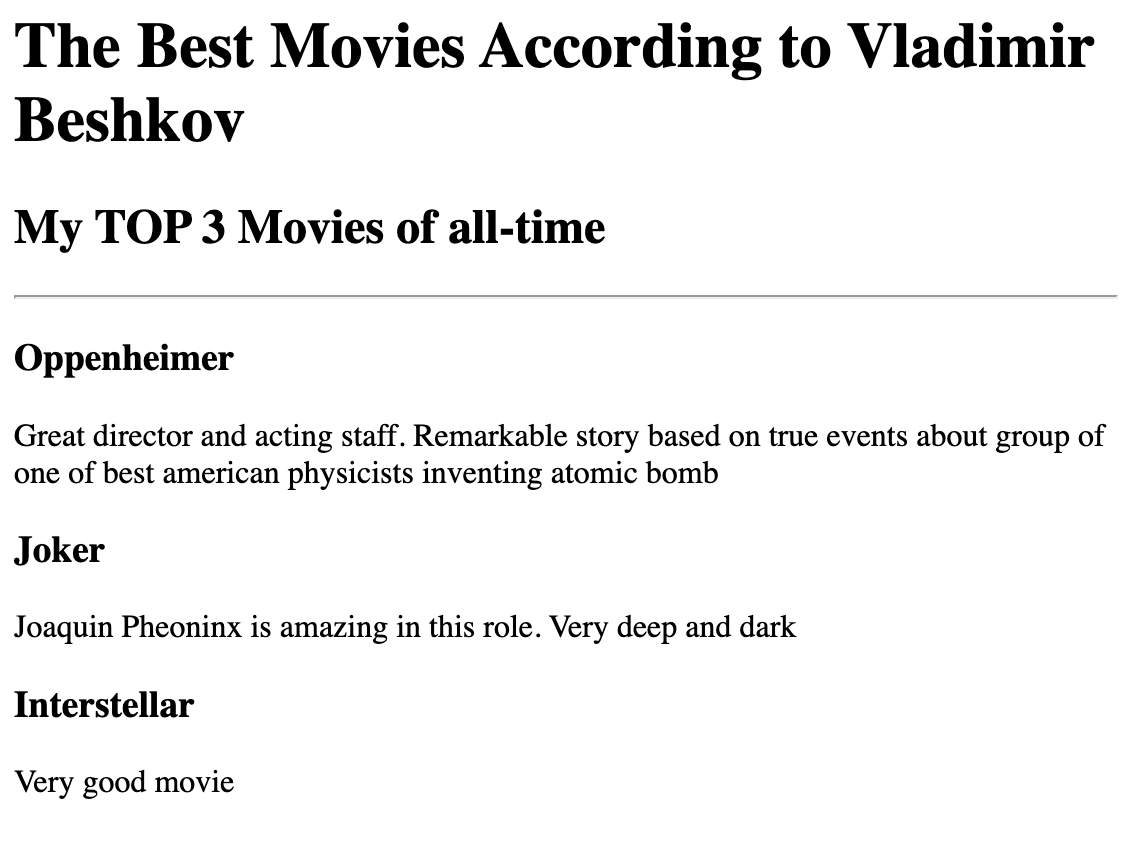 The Best Movies According to Vladimir
Beshkov
My TOP 3 Movies of all-time
Oppenheimer
Great director and acting staff. Remarkable story based on true events about group of
one of best american physicists inventing atomic bomb
Joker
Joaquin Pheoninx is amazing in this role. Very deep and dark
Interstellar
Very good movie